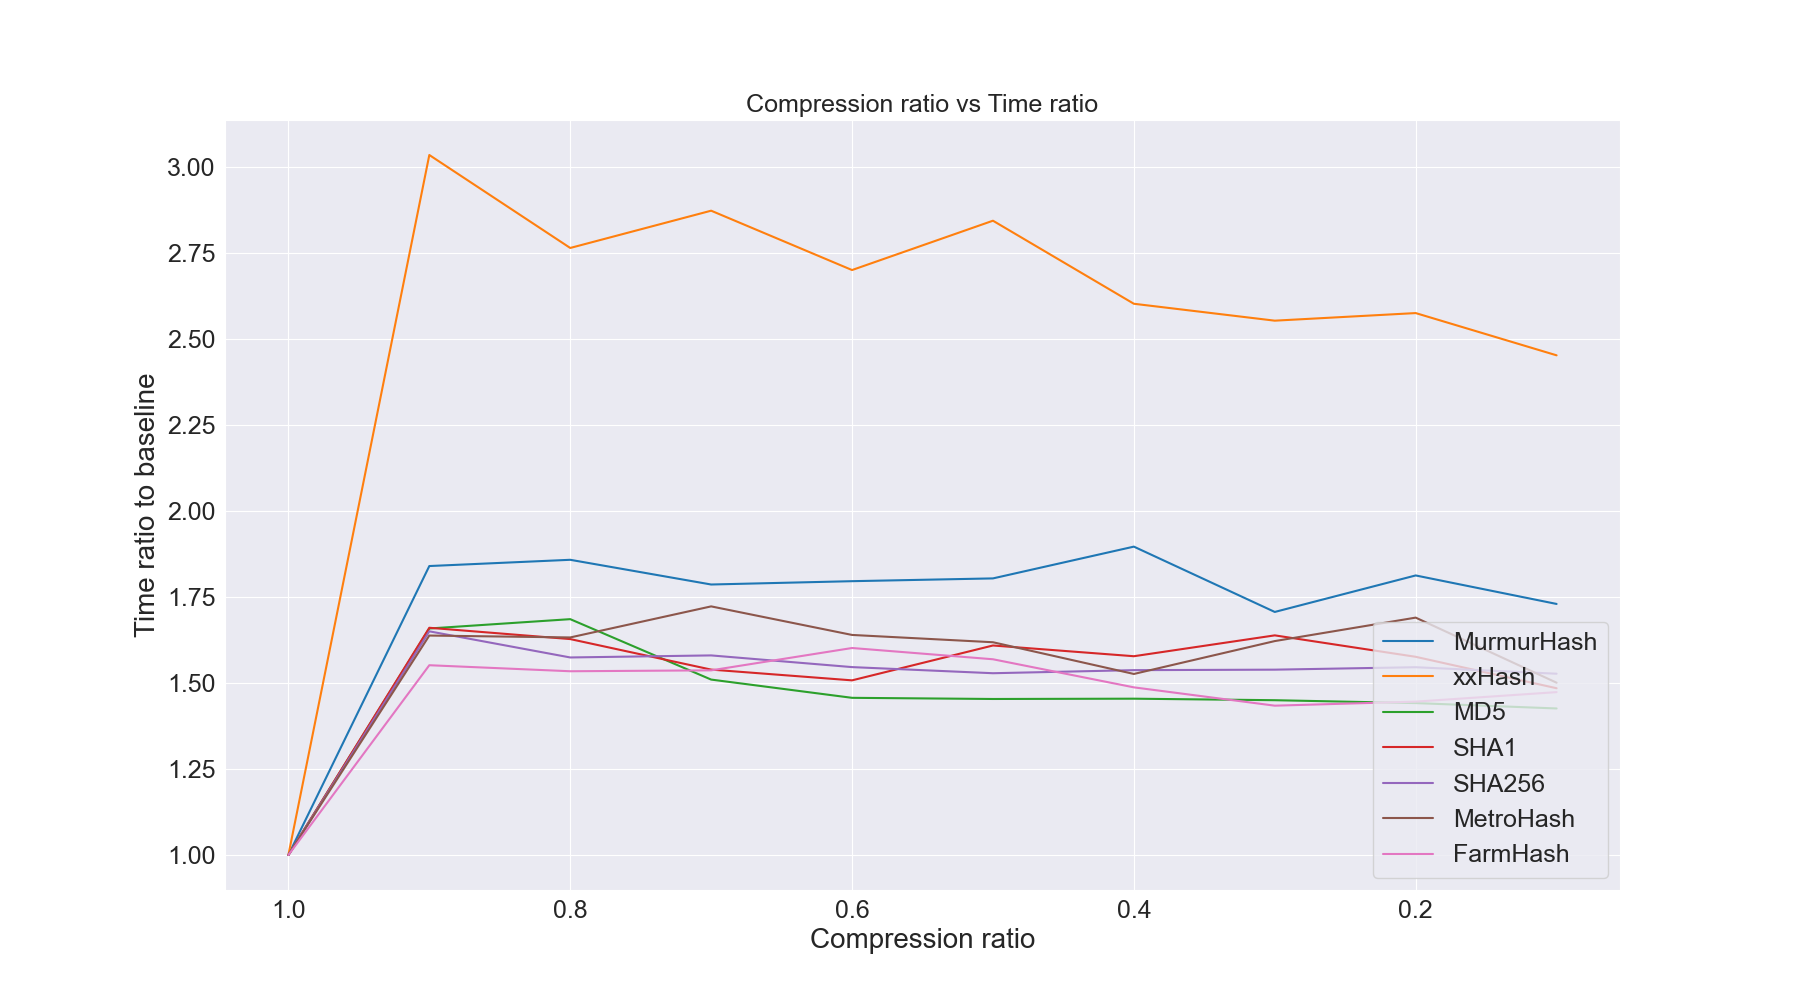 Compression ratio vs Time ratio
3.00
2.75
2.50
2.25
2.00
1.75
1.50
1.25
1.00
Time ratio to baseline
MurmurHash
xxHash
MD5
SHA1
SHA256
MetroHash
FarmHash
1.0 0.8 0.6 0.4 0.2
Compression ratio